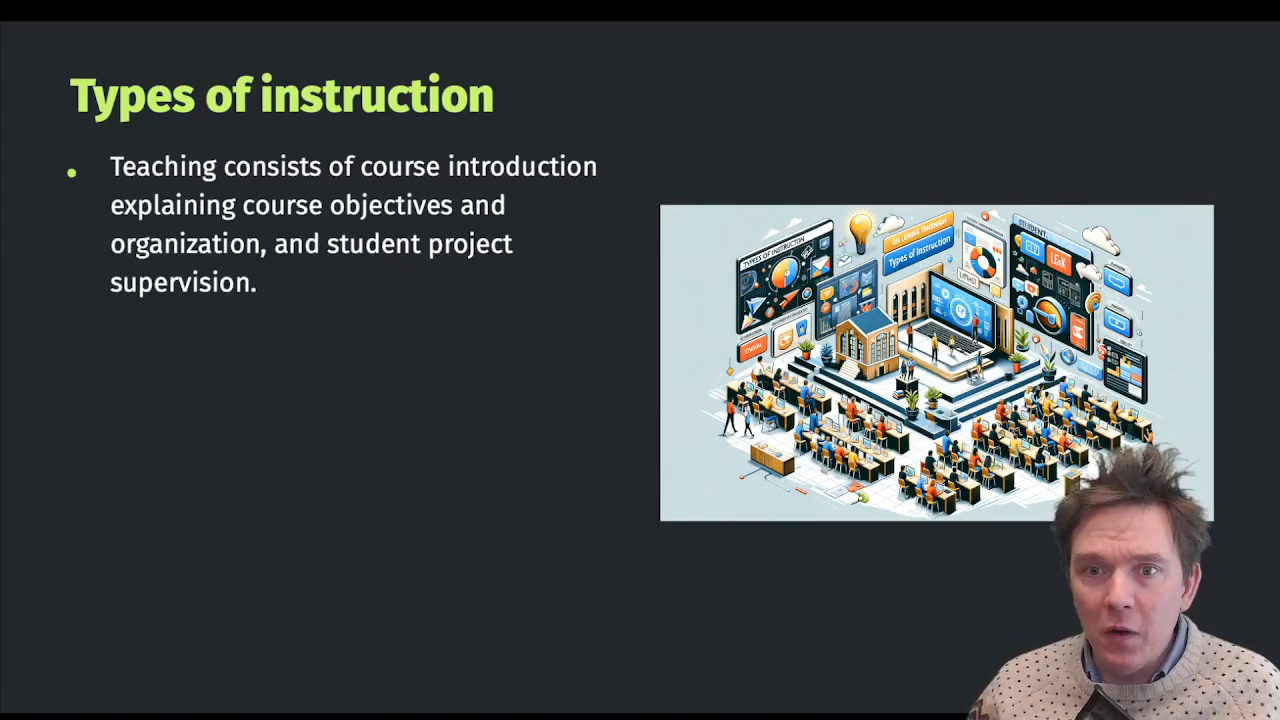 Types of instruction
Teaching consists of course introduction
explaining course objectives and
organization, and student project
supervision.
Types of Instruction
STUDENT